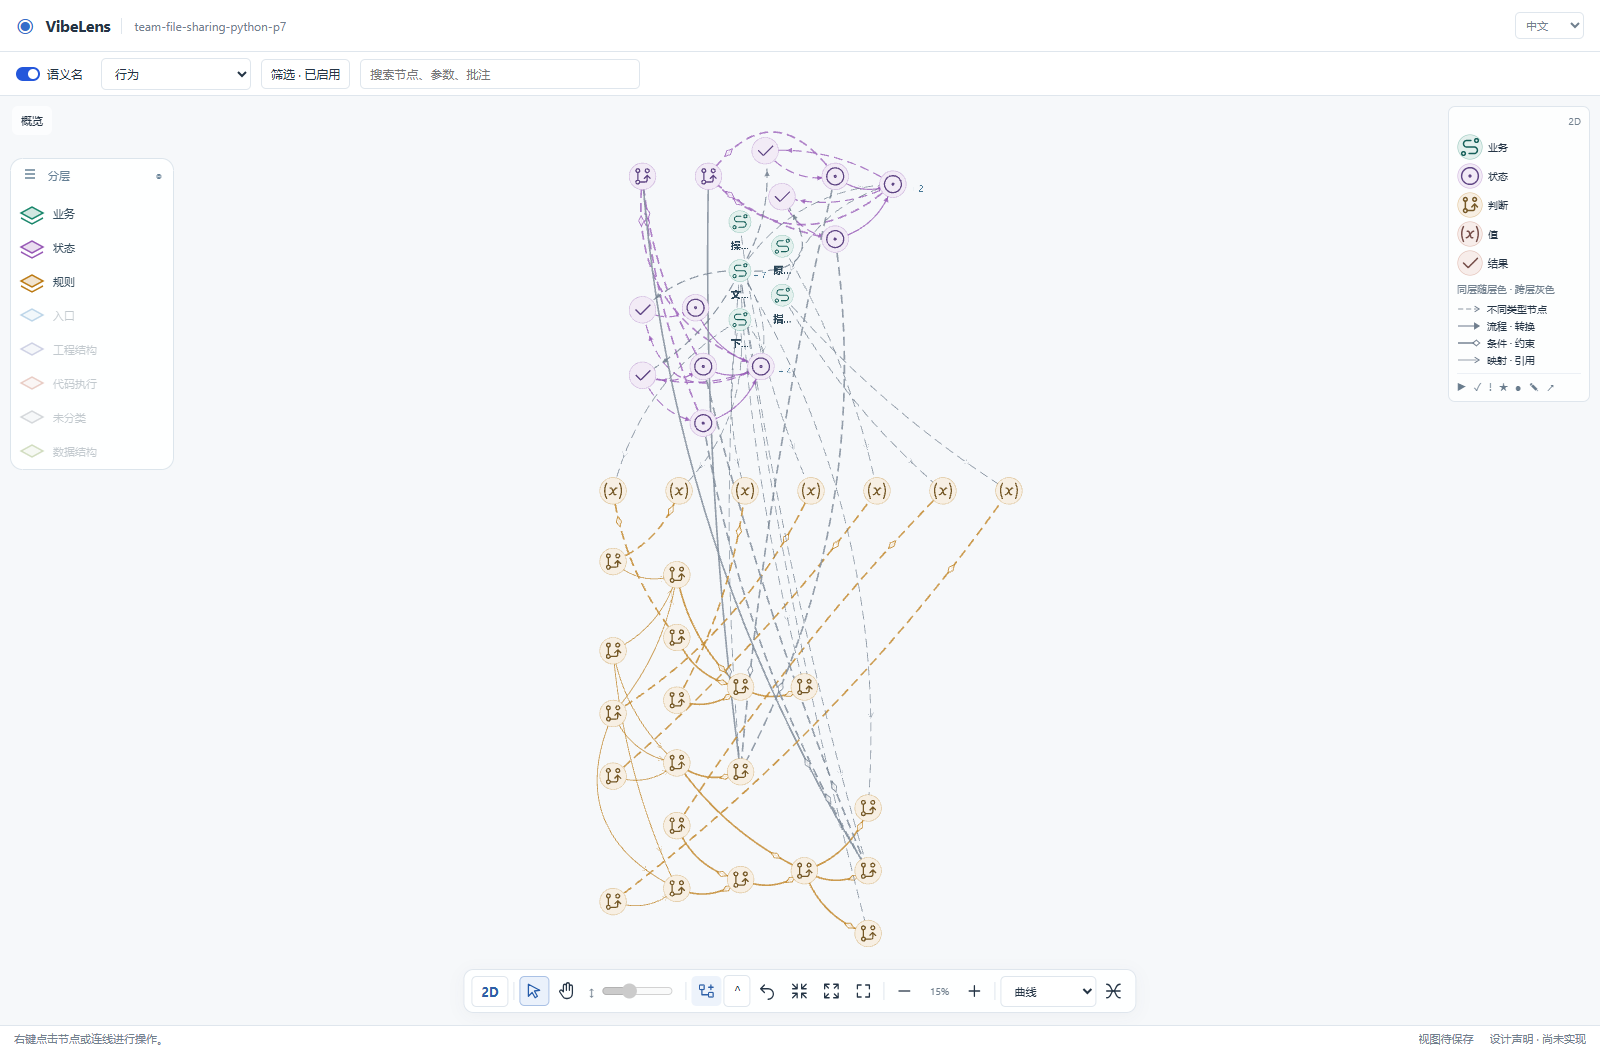 VibeLens
team-file-sharing-python-p7
中文
语义名
行为
筛选 · 已启用
搜索节点、参数、批注
概览
分层
业务
状态
规则
入口
工程结构
代码执行
未分类
数据结构
2
操...
原...
文...
指...
下...
(x) (x) (x) (x) (x) (x) (x)
2D
业务
状态
判断
(x) 值
结果
同层随层色 · 跨层灰色
不同类型节点
流程 · 转换
条件 · 约束
映射 · 引用
2D
15%
曲线
右键点击节点或连线进行操作。
视图待保存
设计声明 · 尚未实现